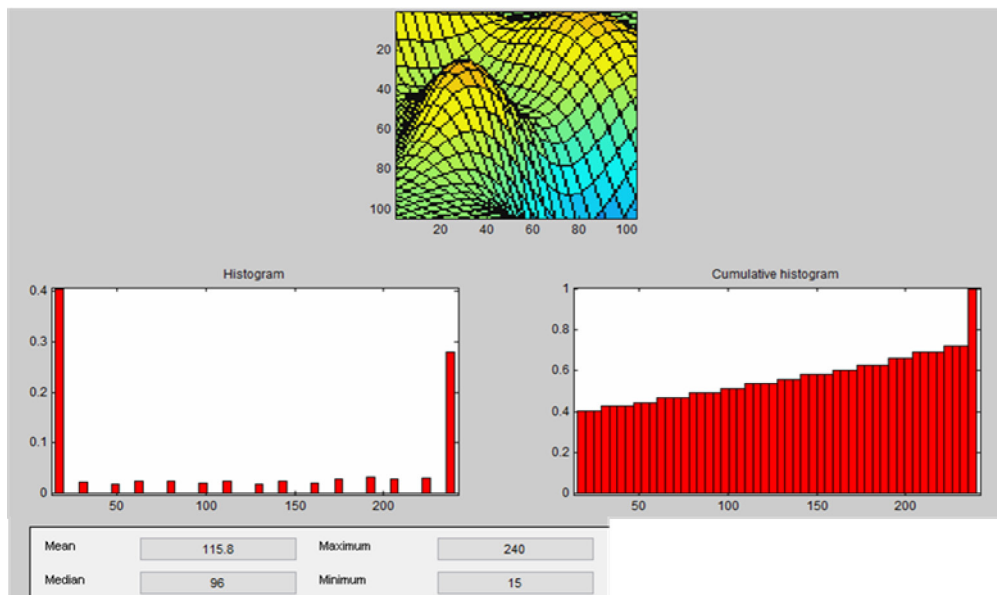 20
40
60
80
100
20 40 60 80 100
Histogram
0.4
0.3
0.2
0.1
0
50 100 150 200
Cumulative histogram
1
0.8
0.6
0.4
0.2
0
50 100 150 200
Mean 115.8 Maximum 240
Median 96 Minimum 15